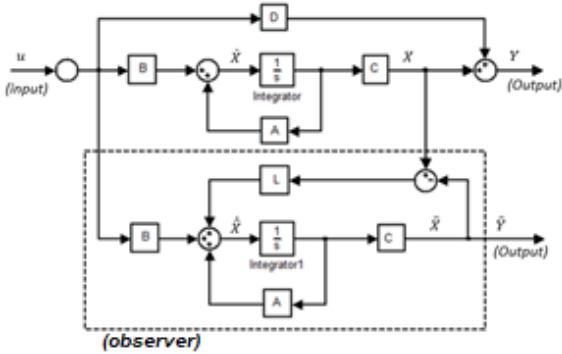 D
u
(input)
B
Ẋ
1
s
Integrator
C
X
Y
(Output)
A
L
B
X̂̇
1
s
Integrator1
C
X̂
Ŷ
(Output)
A
(observer)